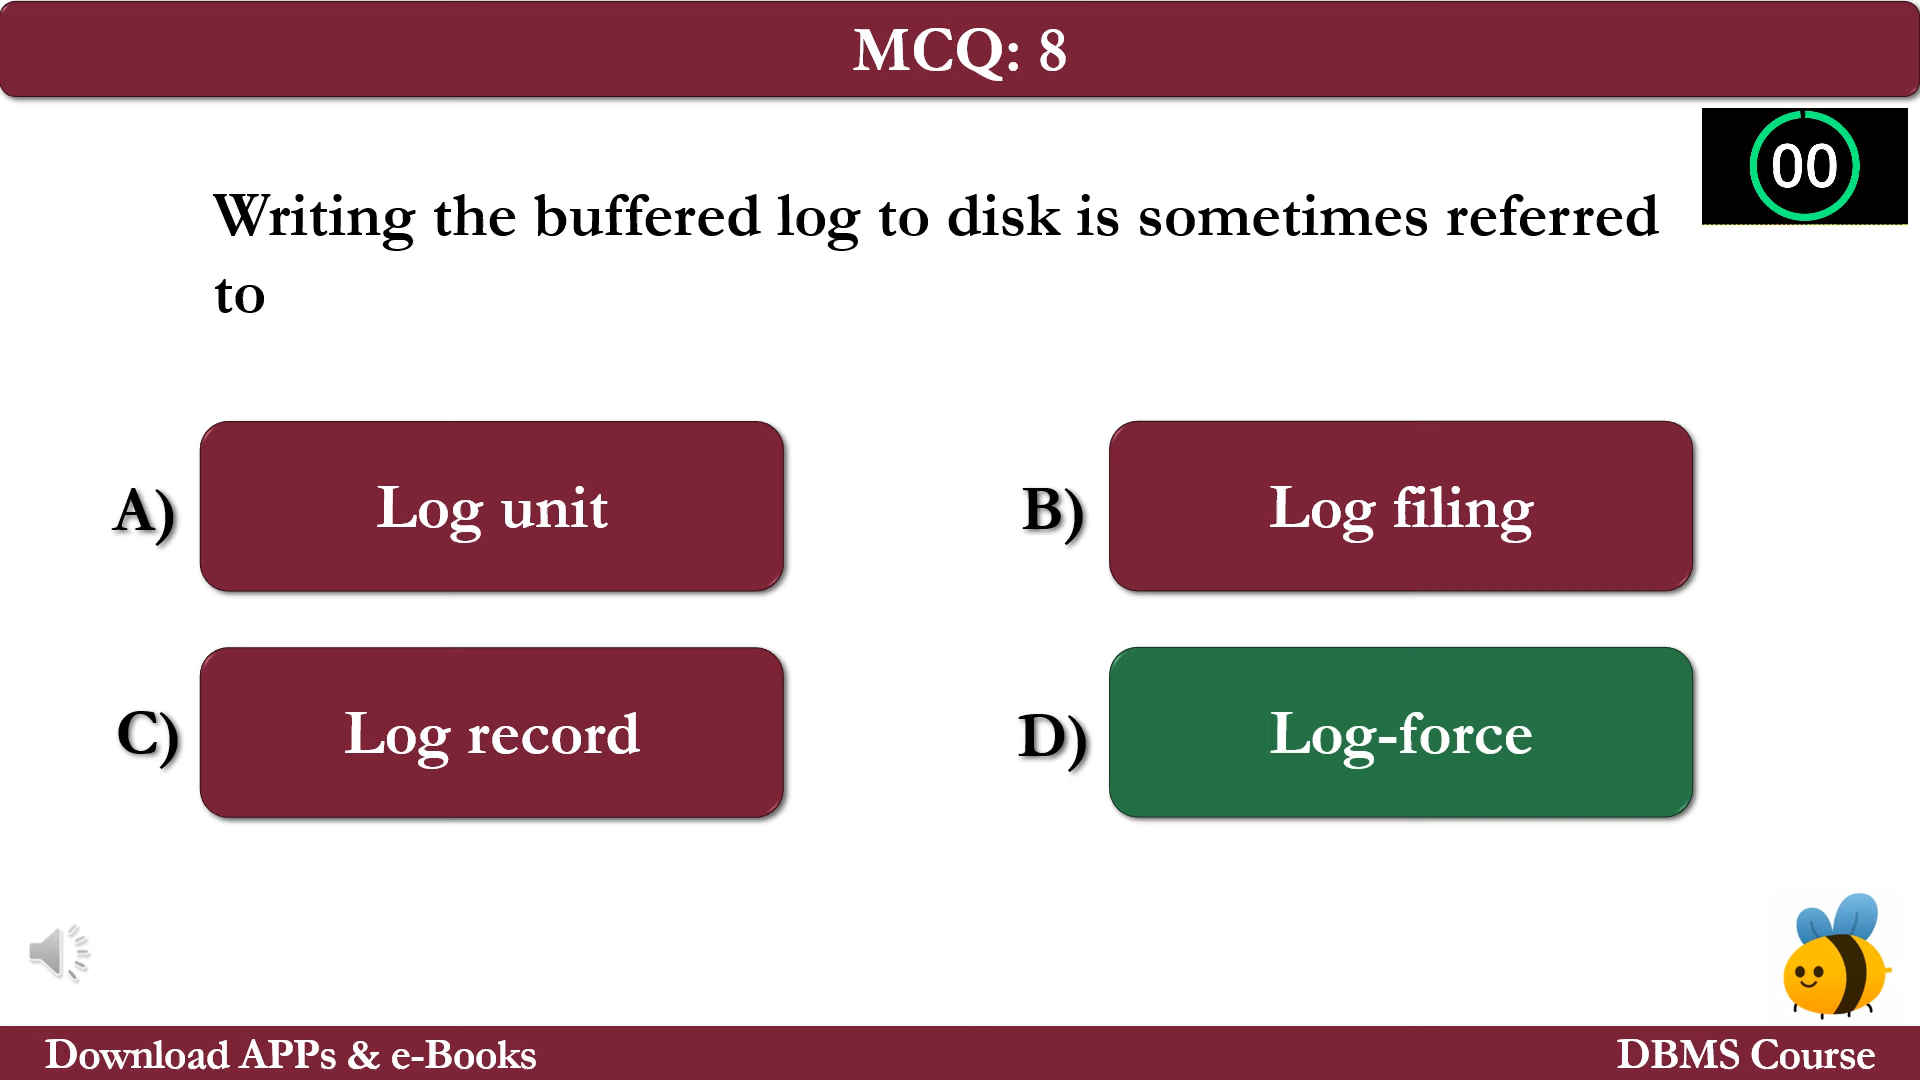 MCQ: 8
00
Writing the buffered log to disk is sometimes referred
to
A) Log unit
B) Log filing
C) Log record
D) Log-force
Download APPs & e-Books
DBMS Course